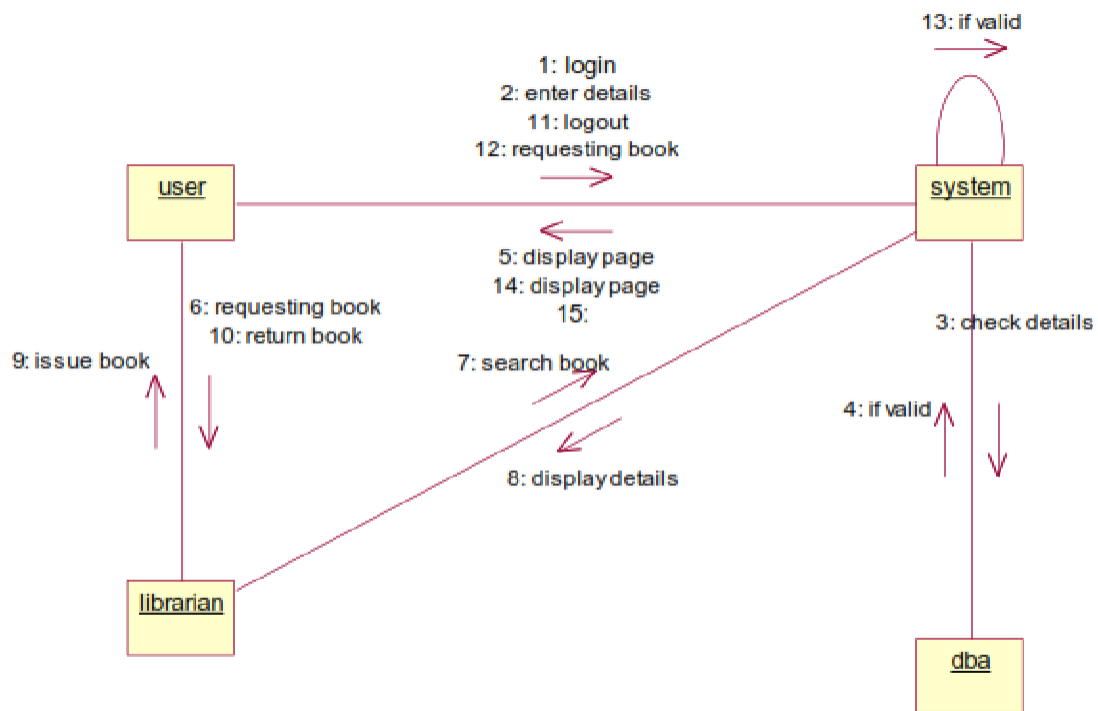 13: if valid
1: login
2: enter details
11: logout
12: requesting book
user
system
5: display page
14: display page
15:
6: requesting book
10: return book
3: check details
9: issue book
7: search book
4: if valid
8: display details
librarian
dba